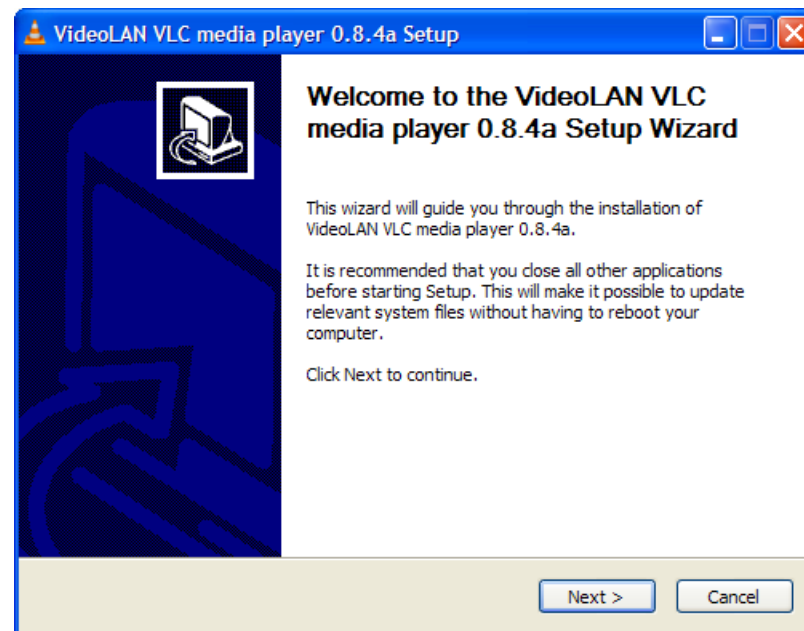 VideoLAN VLC media player 0.8.4a Setup
Welcome to the VideoLAN VLC
media player 0.8.4a Setup Wizard
This wizard will guide you through the installation of
VideoLAN VLC media player 0.8.4a.
It is recommended that you close all other applications
before starting Setup. This will make it possible to update
relevant system files without having to reboot your
computer.
Click Next to continue.
Next >
Cancel